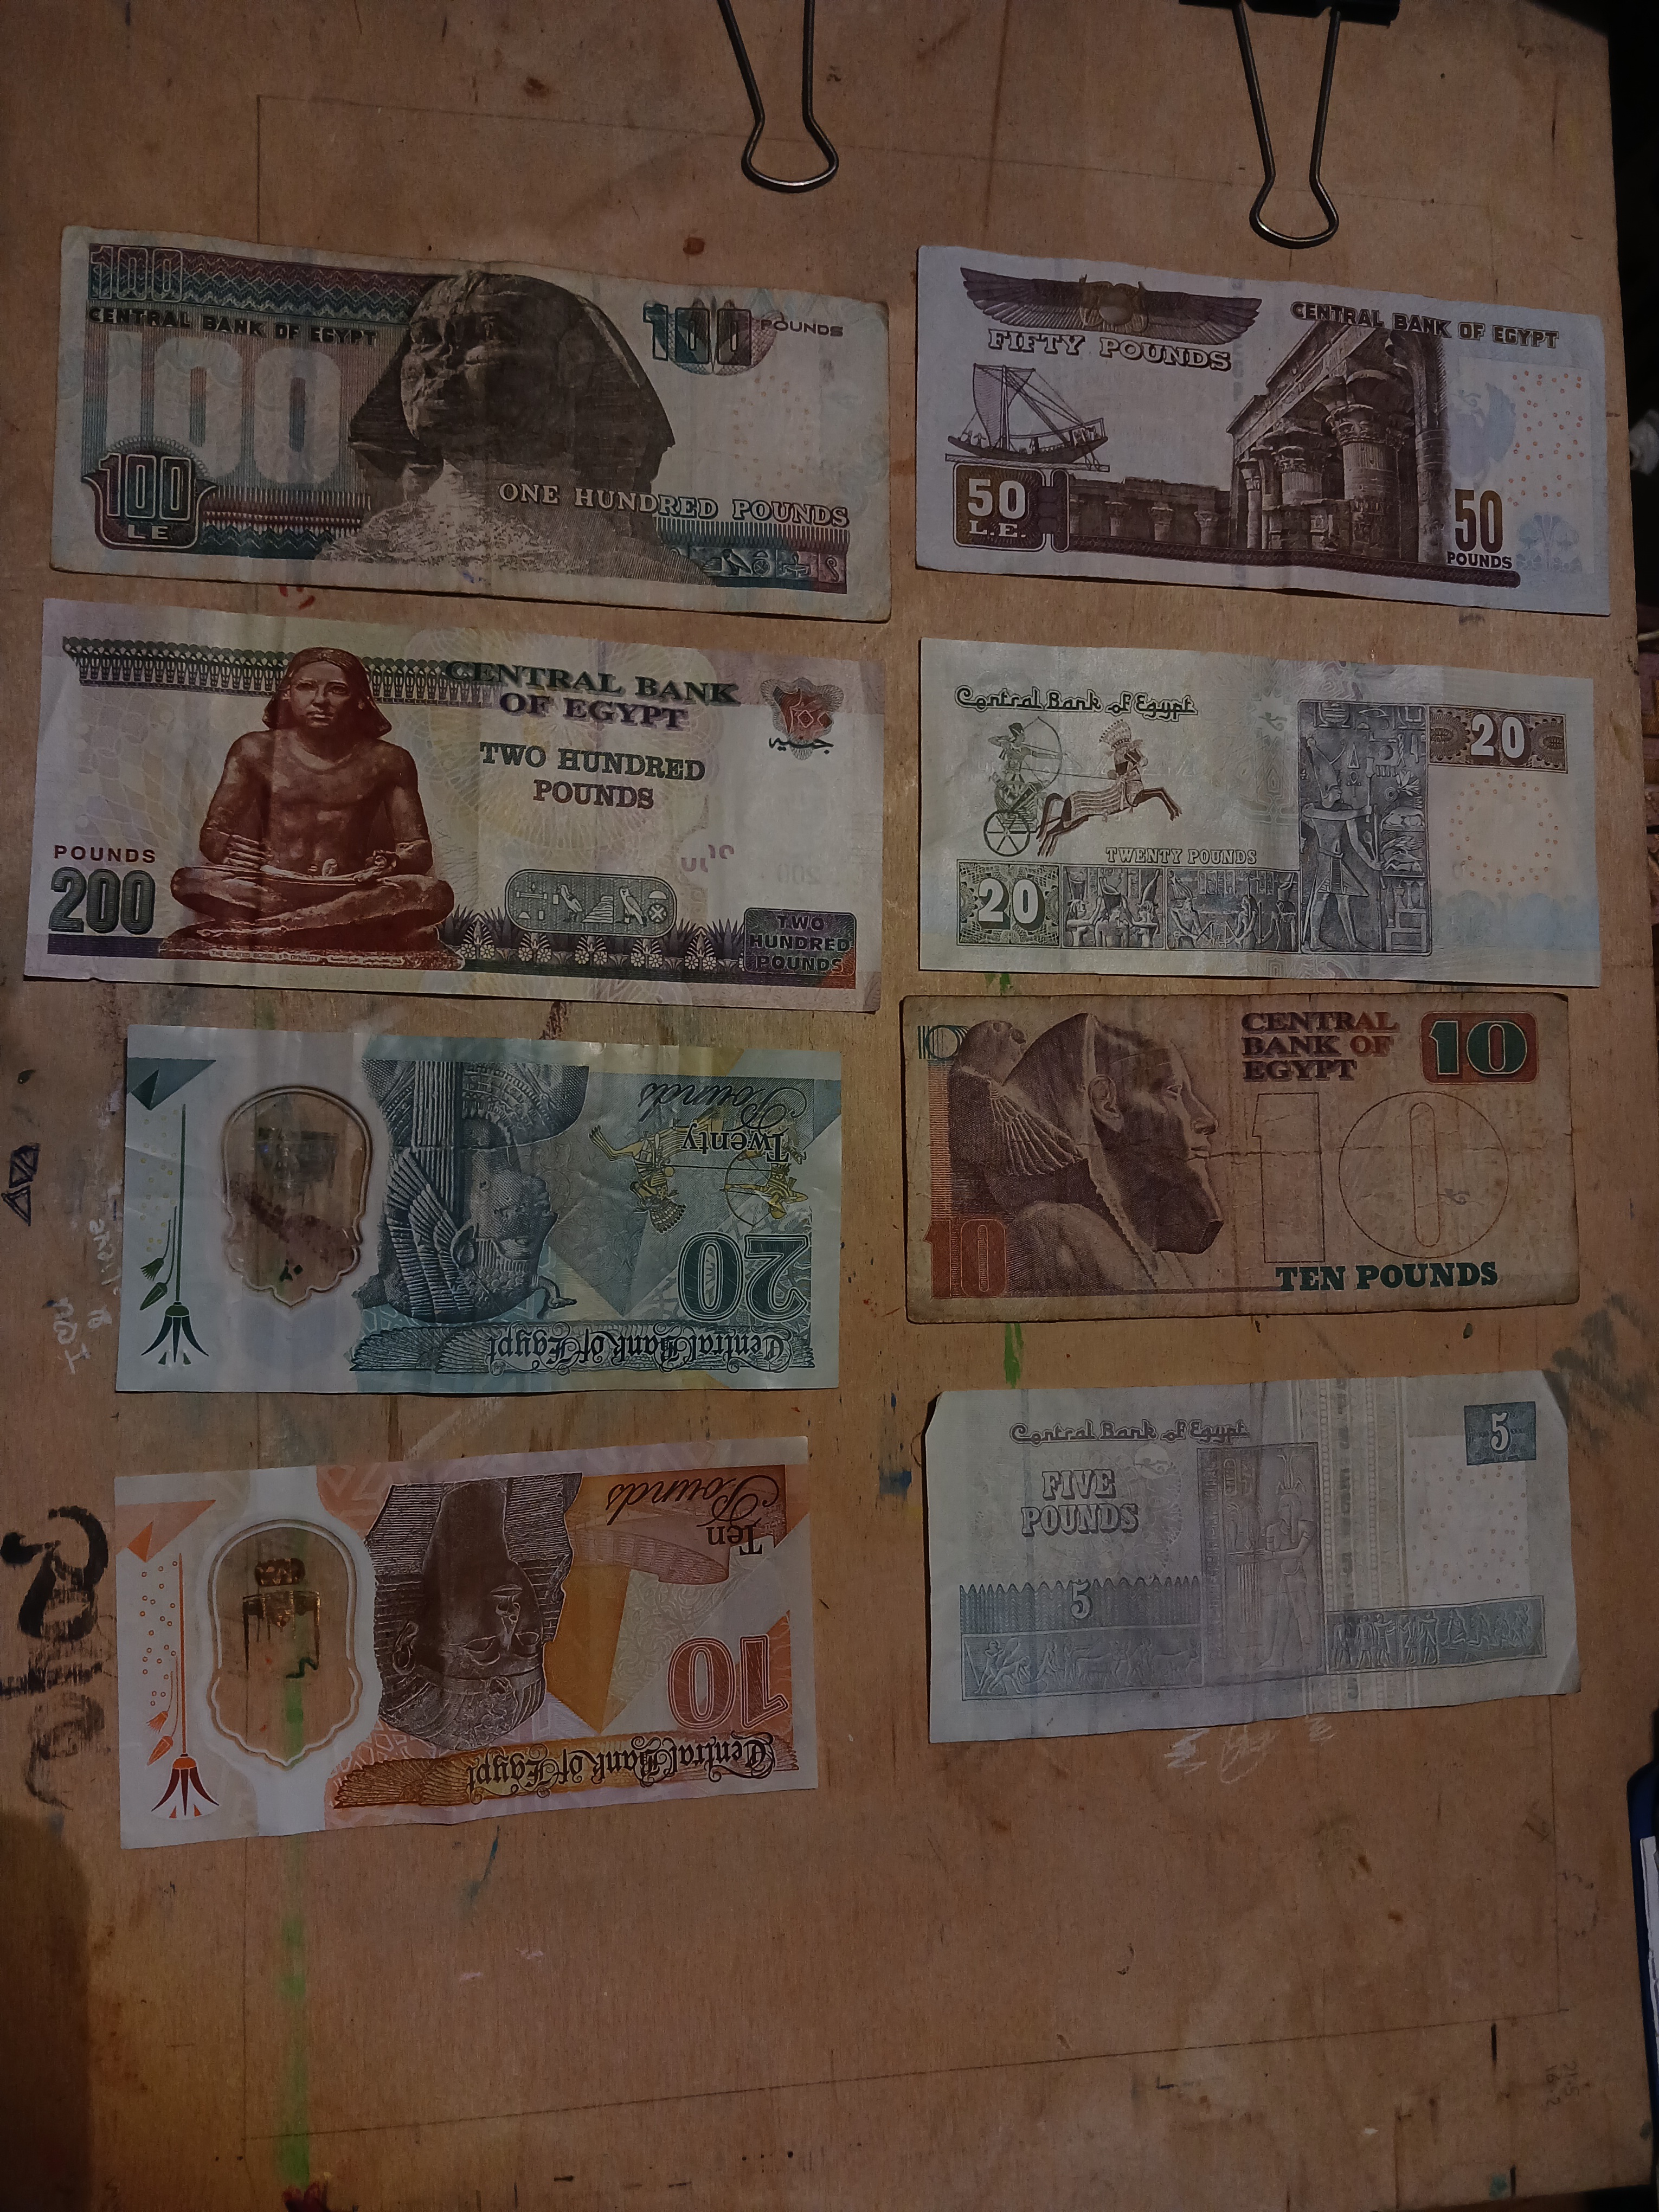 100
CENTRAL BANK OF EGYPT
100
100 POUNDS
100
LE
ONE HUNDRED POUNDS
FIFTY POUNDS
CENTRAL BANK OF EGYPT
50
L.E.
50
POUNDS
CENTRAL BANK
OF EGYPT
TWO HUNDRED
POUNDS
٢٠٠
جنيه
POUNDS
200
TWO
HUNDRED
POUNDS
Central Bank of Egypt
20
TWENTY POUNDS
20
Central Bank of Egypt
20
Twenty
Pounds
٢٠
10
CENTRAL
BANK OF
EGYPT
10
10
10
TEN POUNDS
Central Bank of Egypt
10
Ten
Pounds
Central Bank of Egypt
5
FIVE
POUNDS
5